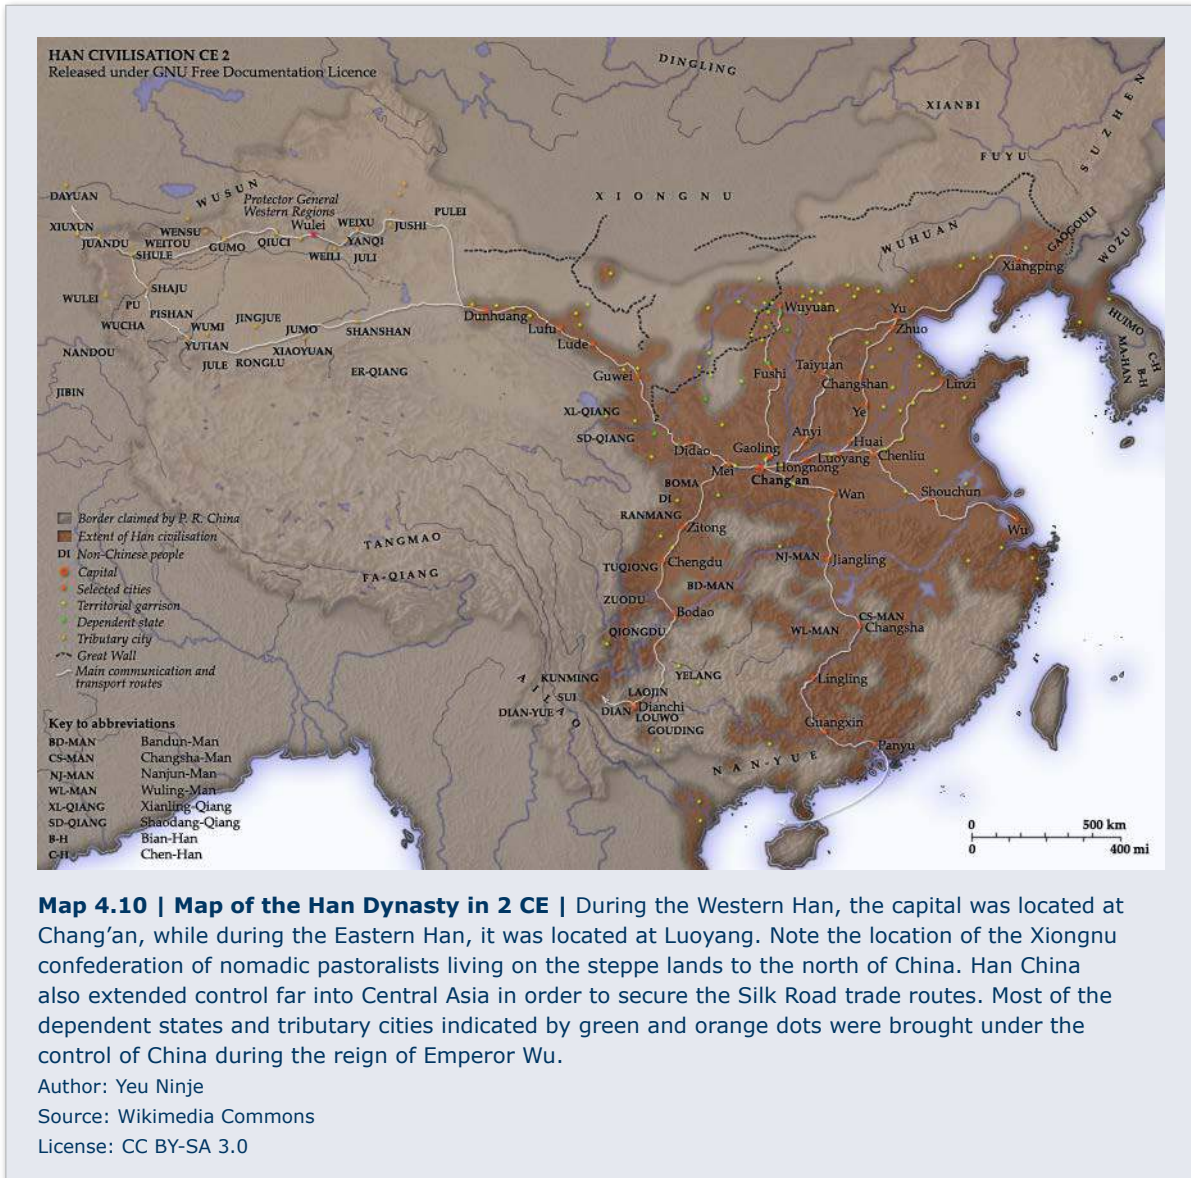 HAN CIVILISATION CE 2
Released under GNU Free Documentation Licence
DINGLING
XIANBI
SUZHEN
FUYU
XIONGNU
WUSUN
DAYUAN
Protector General
Western Regions
PULEI
XIUXUN
WENSU
Wulei
WEIXU
JUSHI
WUHUAN
GAOGOULI
WOZU
JUANDU
WEITOU
GUMO
QIUCI
YANQI
SHULE
WEILI
JULI
Xiangping
SHAJU
WULEI
PU
PISHAN
Dunhuang
Wuyuan
Yu
HUIMO
WUCHA
WUMI
JINGJUE
JUMO
SHANSHAN
Lufu
Zhuo
YUTIAN
Lude
MA-HAN
C-H
NANDOU
JULE
RONGLU
XIAOYUAN
ER-QIANG
Guwei
Fushi
Taiyuan
B-H
JIBIN
Changshan
Linzi
XL-QIANG
Ye
SD-QIANG
Anyi
Huai
Didao
Gaoling
Luoyang
Chenliu
Mei
Hongnong
BOMA
Chang'an
DI
Wan
Shouchun
RANMANG
Zitong
Wu
TANGMAO
TUQIONG
Chengdu
NJ-MAN
Jiangling
FA-QIANG
BD-MAN
ZUODU
Bodao
CS-MAN
QIONGDU
WL-MAN
Changsha
KUNMING
YELANG
Lingling
SUI
LAOJIN
AILAO
DIAN-YUE
DIAN
Dianchi
LOUWO
Guangxin
GOUDING
Panyu
NAN-YUE
Border claimed by P. R. China
Extent of Han civilisation
DI Non-Chinese people
Capital
Selected cities
Territorial garrison
Dependent state
Tributary city
Great Wall
Main communication and
transport routes
Key to abbreviations
BD-MAN Bandun-Man
CS-MAN Changsha-Man
NJ-MAN Nanjun-Man
WL-MAN Wuling-Man
XL-QIANG Xianling-Qiang
SD-QIANG Shaodang-Qiang
B-H Bian-Han
C-H Chen-Han
0 500 km
0 400 mi
Map 4.10 | Map of the Han Dynasty in 2 CE | During the Western Han, the capital was located at
Chang’an, while during the Eastern Han, it was located at Luoyang. Note the location of the Xiongnu
confederation of nomadic pastoralists living on the steppe lands to the north of China. Han China
also extended control far into Central Asia in order to secure the Silk Road trade routes. Most of the
dependent states and tributary cities indicated by green and orange dots were brought under the
control of China during the reign of Emperor Wu.
Author: Yeu Ninje
Source: Wikimedia Commons
License: CC BY-SA 3.0